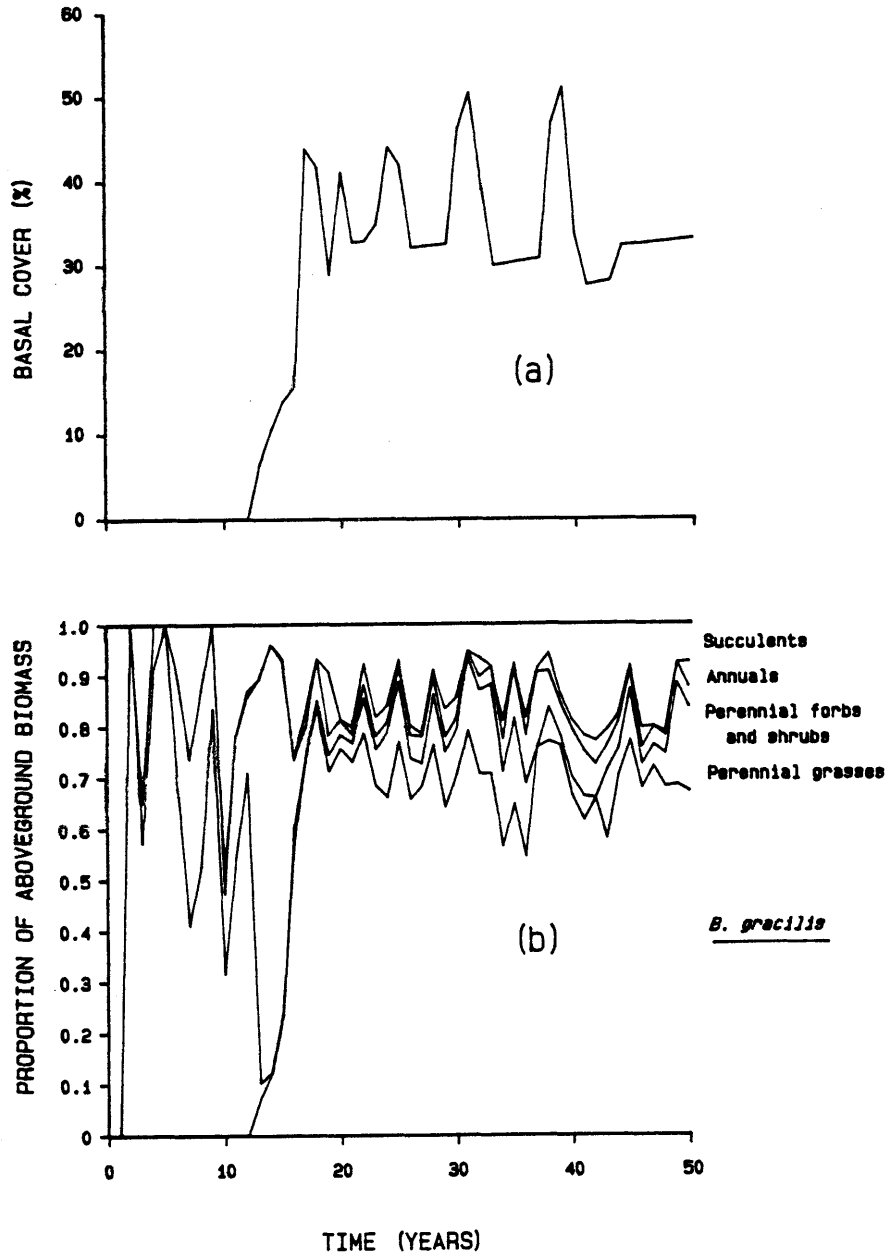 60
50
40
30
20
10
0
BASAL COVER (%)
(a)
1.0
0.9
0.8
0.7
0.6
0.5
0.4
0.3
0.2
0.1
0
PROPORTION OF ABOVEGROUND BIOMASS
Succulents
Annuals
Perennial forbs
and shrubs
Perennial grasses
B. gracilis
(b)
0 10 20 30 40 50
TIME (YEARS)